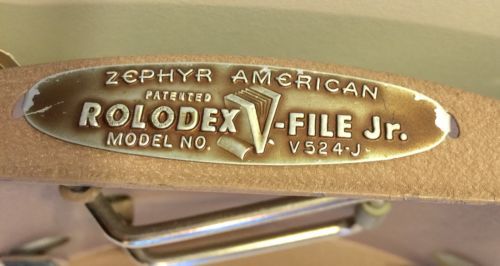 ZEPHYR AMERICAN
PATENTED
ROLODEX V-FILE Jr.
MODEL NO. V524-J